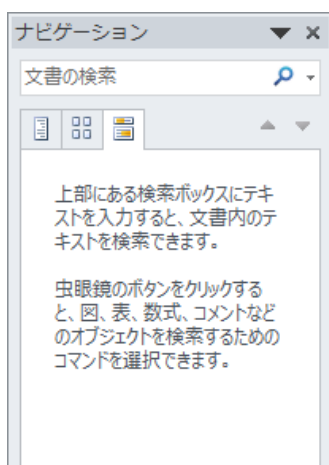 ナビゲーション
文書の検索
上部にある検索ボックスにテキ
ストを入力すると、文書内のテ
キストを検索できます。
虫眼鏡のボタンをクリックする
と、図、表、数式、コメントなど
のオブジェクトを検索するための
コマンドを選択できます。